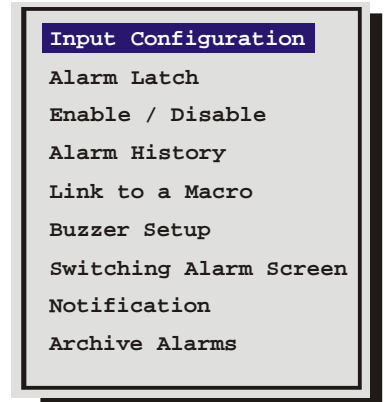 Input Configuration
Alarm Latch
Enable / Disable
Alarm History
Link to a Macro
Buzzer Setup
Switching Alarm Screen
Notification
Archive Alarms